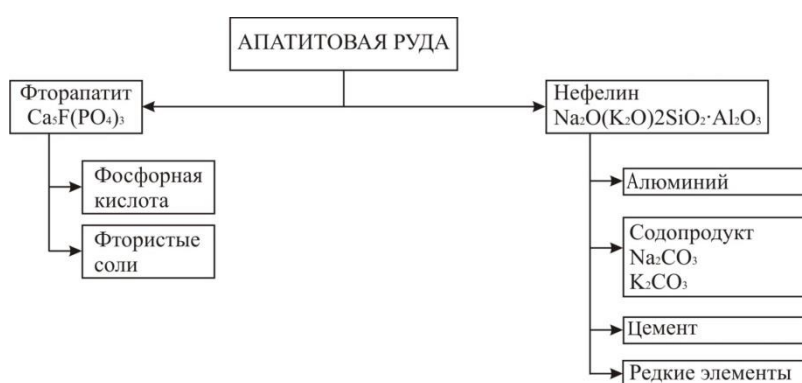 АПАТИТОВАЯ РУДА
Фторапатит
Ca₅F(PO₄)₃
Фосфорная
кислота
Фтористые
соли
Нефелин
Na₂O(K₂O)2SiO₂·Al₂O₃
Алюминий
Содопродукт
Na₂CO₃
K₂CO₃
Цемент
Редкие элементы